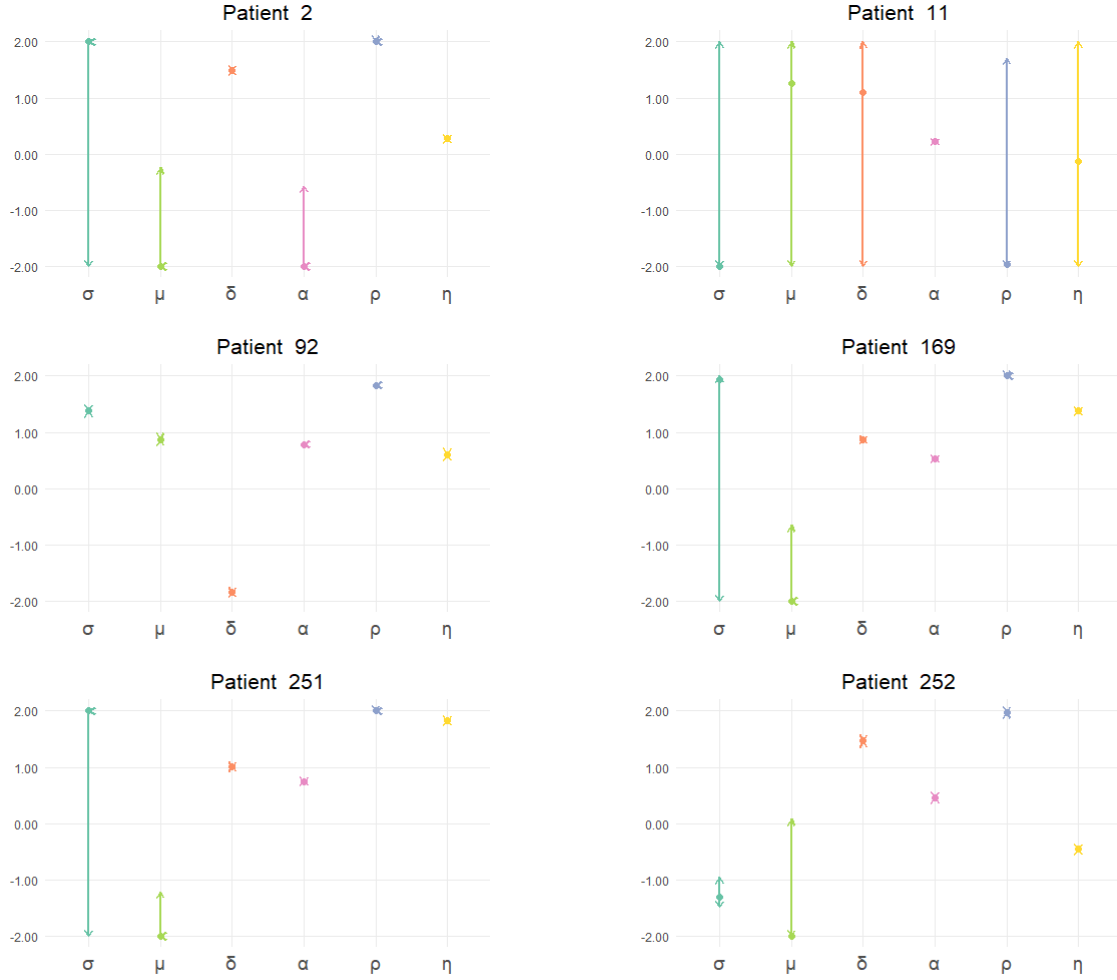 Patient 2
2.00
1.00
0.00
-1.00
-2.00
σ μ δ α ρ η
Patient 11
2.00
1.00
0.00
-1.00
-2.00
σ μ δ α ρ η
Patient 92
2.00
1.00
0.00
-1.00
-2.00
σ μ δ α ρ η
Patient 169
2.00
1.00
0.00
-1.00
-2.00
σ μ δ α ρ η
Patient 251
2.00
1.00
0.00
-1.00
-2.00
σ μ δ α ρ η
Patient 252
2.00
1.00
0.00
-1.00
-2.00
σ μ δ α ρ η